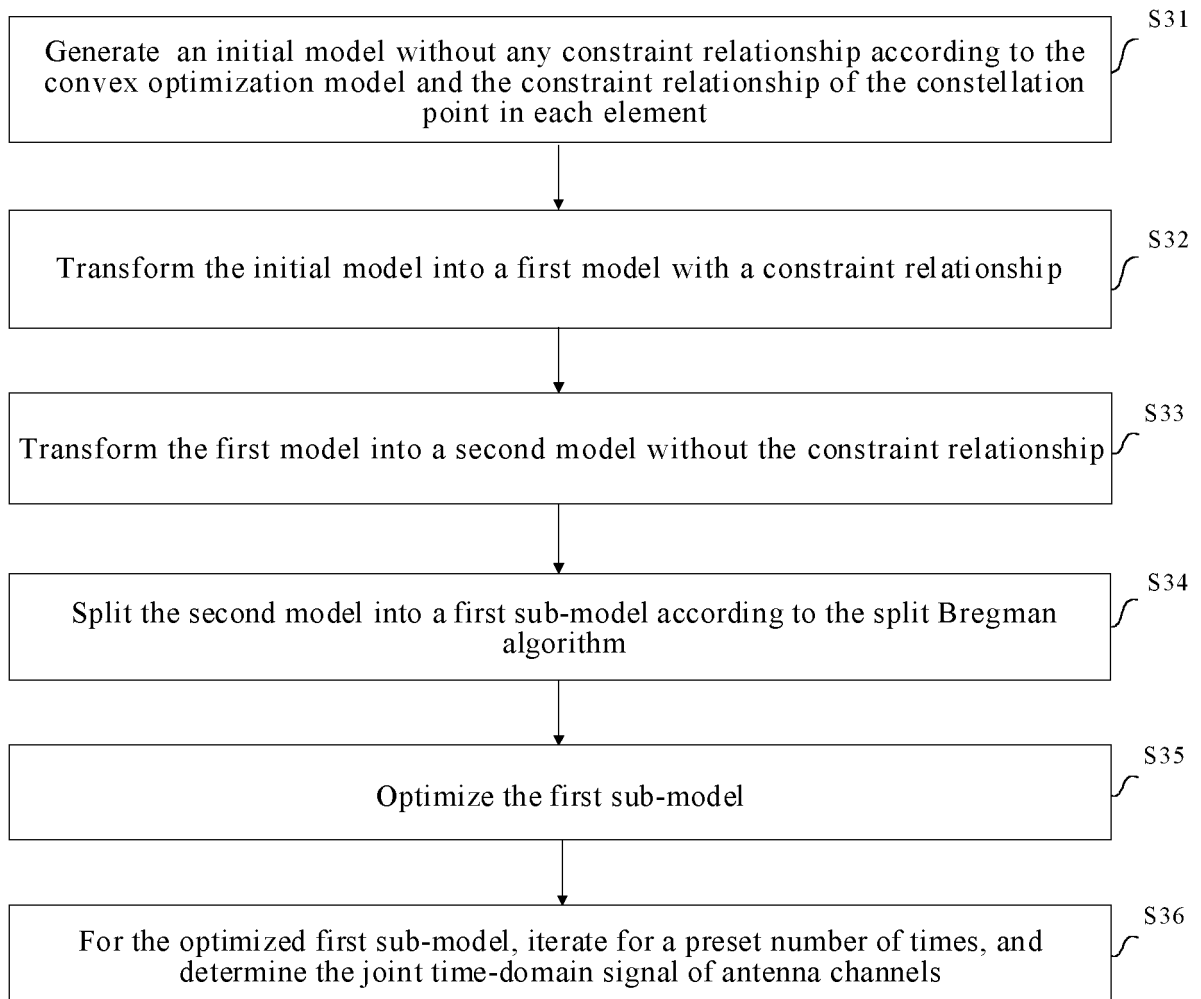 S31
Generate an initial model without any constraint relationship according to the
convex optimization model and the constraint relationship of the constellation
point in each element
S32
Transform the initial model into a first model with a constraint relationship
S33
Transform the first model into a second model without the constraint relationship
S34
Split the second model into a first sub-model according to the split Bregman
algorithm
S35
Optimize the first sub-model
S36
For the optimized first sub-model, iterate for a preset number of times, and
determine the joint time-domain signal of antenna channels